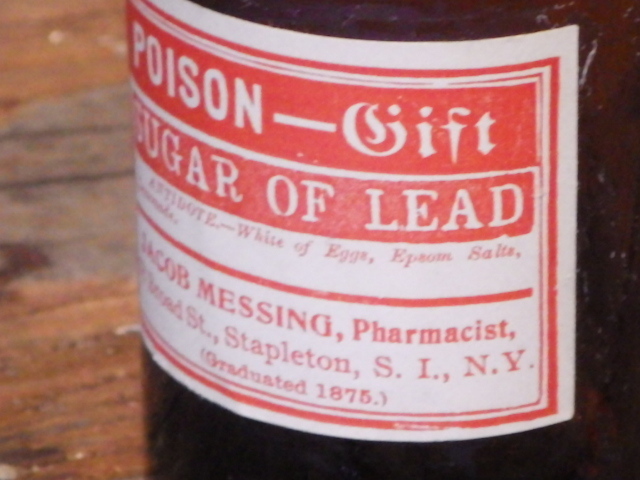 POISON—Gift
SUGAR OF LEAD
ANTIDOTE.—White of Eggs, Epsom Salts,
JACOB MESSING, Pharmacist,
Broad St., Stapleton, S. I., N.Y.
(Graduated 1875.)